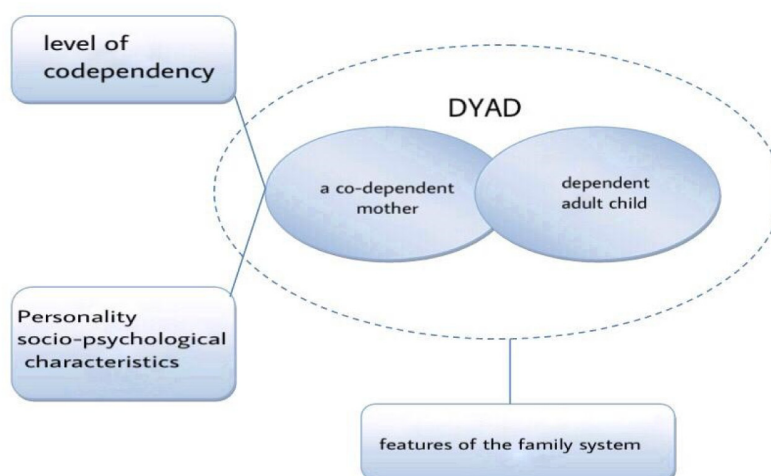 level of
codependency
DYAD
a co-dependent
mother
dependent
adult child
Personality
socio-psychological
characteristics
features of the family system